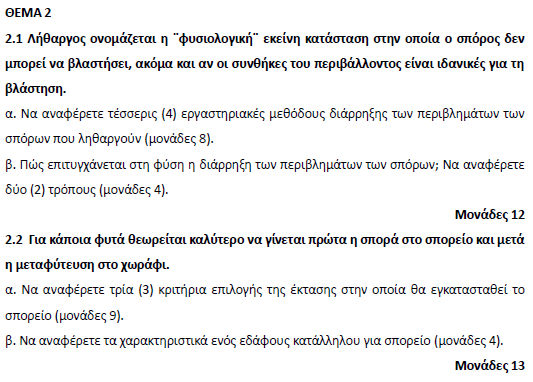 ΘΕΜΑ 2
2.1 Λήθαργος ονομάζεται η ¨φυσιολογική¨ εκείνη κατάσταση στην οποία ο σπόρος δεν
μπορεί να βλαστήσει, ακόμα και αν οι συνθήκες του περιβάλλοντος είναι ιδανικές για τη
βλάστηση.
α. Να αναφέρετε τέσσερις (4) εργαστηριακές μεθόδους διάρρηξης των περιβλημάτων των
σπόρων που ληθαργούν (μονάδες 8).
β. Πώς επιτυγχάνεται στη φύση η διάρρηξη των περιβλημάτων των σπόρων; Να αναφέρετε
δύο (2) τρόπους (μονάδες 4).
Μονάδες 12
2.2 Για κάποια φυτά θεωρείται καλύτερο να γίνεται πρώτα η σπορά στο σπορείο και μετά
η μεταφύτευση στο χωράφι.
α. Να αναφέρετε τρία (3) κριτήρια επιλογής της έκτασης στην οποία θα εγκατασταθεί το
σπορείο (μονάδες 9).
β. Να αναφέρετε τα χαρακτηριστικά ενός εδάφους κατάλληλου για σπορείο (μονάδες 4).
Μονάδες 13